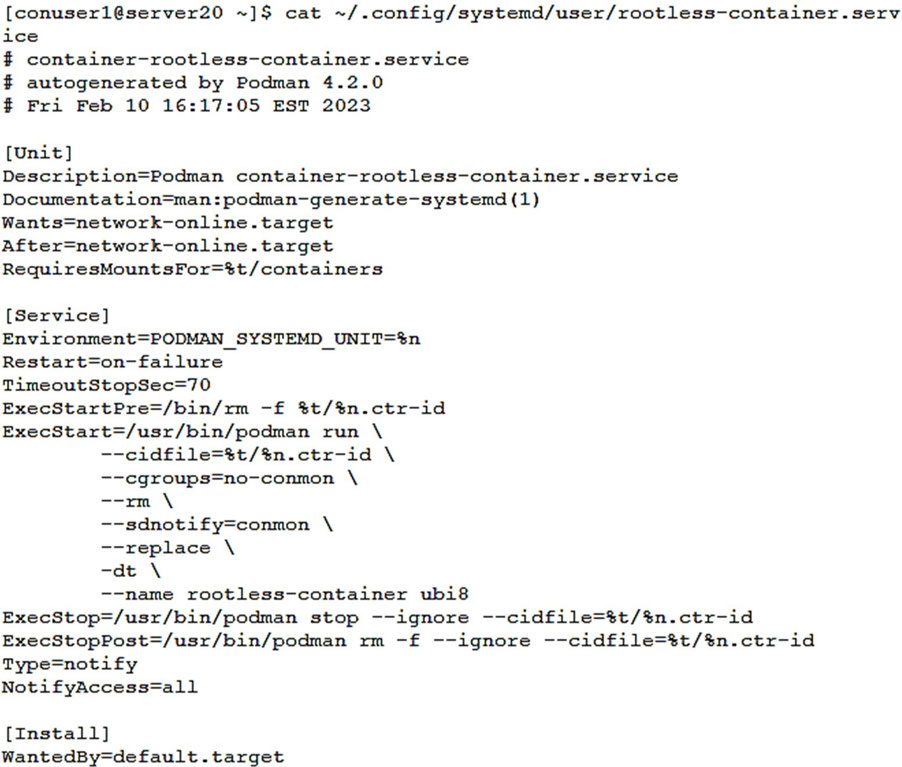 [conuser1@server20 ~]$ cat ~/.config/systemd/user/rootless-container.serv
ice
# container-rootless-container.service
# autogenerated by Podman 4.2.0
# Fri Feb 10 16:17:05 EST 2023

[Unit]
Description=Podman container-rootless-container.service
Documentation=man:podman-generate-systemd(1)
Wants=network-online.target
After=network-online.target
RequiresMountsFor=%t/containers

[Service]
Environment=PODMAN_SYSTEMD_UNIT=%n
Restart=on-failure
TimeoutStopSec=70
ExecStartPre=/bin/rm -f %t/%n.ctr-id
ExecStart=/usr/bin/podman run \
        --cidfile=%t/%n.ctr-id \
        --cgroups=no-conmon \
        --rm \
        --sdnotify=conmon \
        --replace \
        -dt \
        --name rootless-container ubi8
ExecStop=/usr/bin/podman stop --ignore --cidfile=%t/%n.ctr-id
ExecStopPost=/usr/bin/podman rm -f --ignore --cidfile=%t/%n.ctr-id
Type=notify
NotifyAccess=all

[Install]
WantedBy=default.target